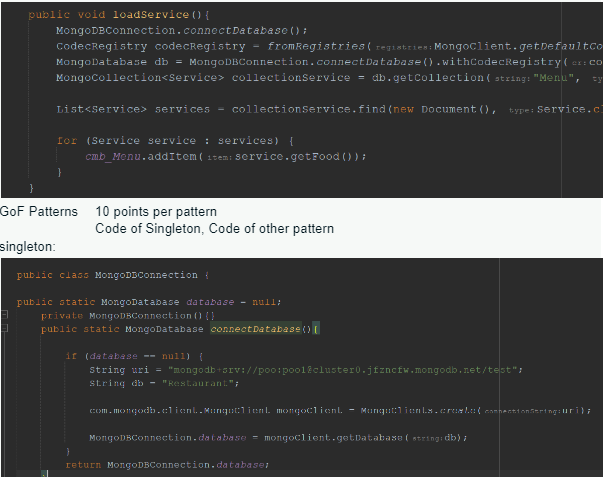 public void loadService(){
MongoDBConnection.connectDatabase();
CodecRegistry codecRegistry = fromRegistries( registries: MongoClient.getDefaultCo
MongoDatabase db = MongoDBConnection.connectDatabase().withCodecRegistry( cr: co
MongoCollection<Service> collectionService = db.getCollection( string: "Menu", ty
List<Service> services = collectionService.find(new Document(), type: Service.cl
for (Service service : services) {
cmb_Menu.addItem( item: service.getFood());
}
}
GoF Patterns 10 points per pattern
Code of Singleton, Code of other pattern
singleton:
public class MongoDBConnection {
public static MongoDatabase database = null;
private MongoDBConnection(){}
public static MongoDatabase connectDatabase(){
if (database == null) {
String uri = "mongodb+srv://poo:poo1@cluster0.jfzncfw.mongodb.net/test";
String db = "Restaurant";
com.mongodb.client.MongoClient mongoClient = MongoClients.create( connectionString: uri);
MongoDBConnection.database = mongoClient.getDatabase( string: db);
}
return MongoDBConnection.database;